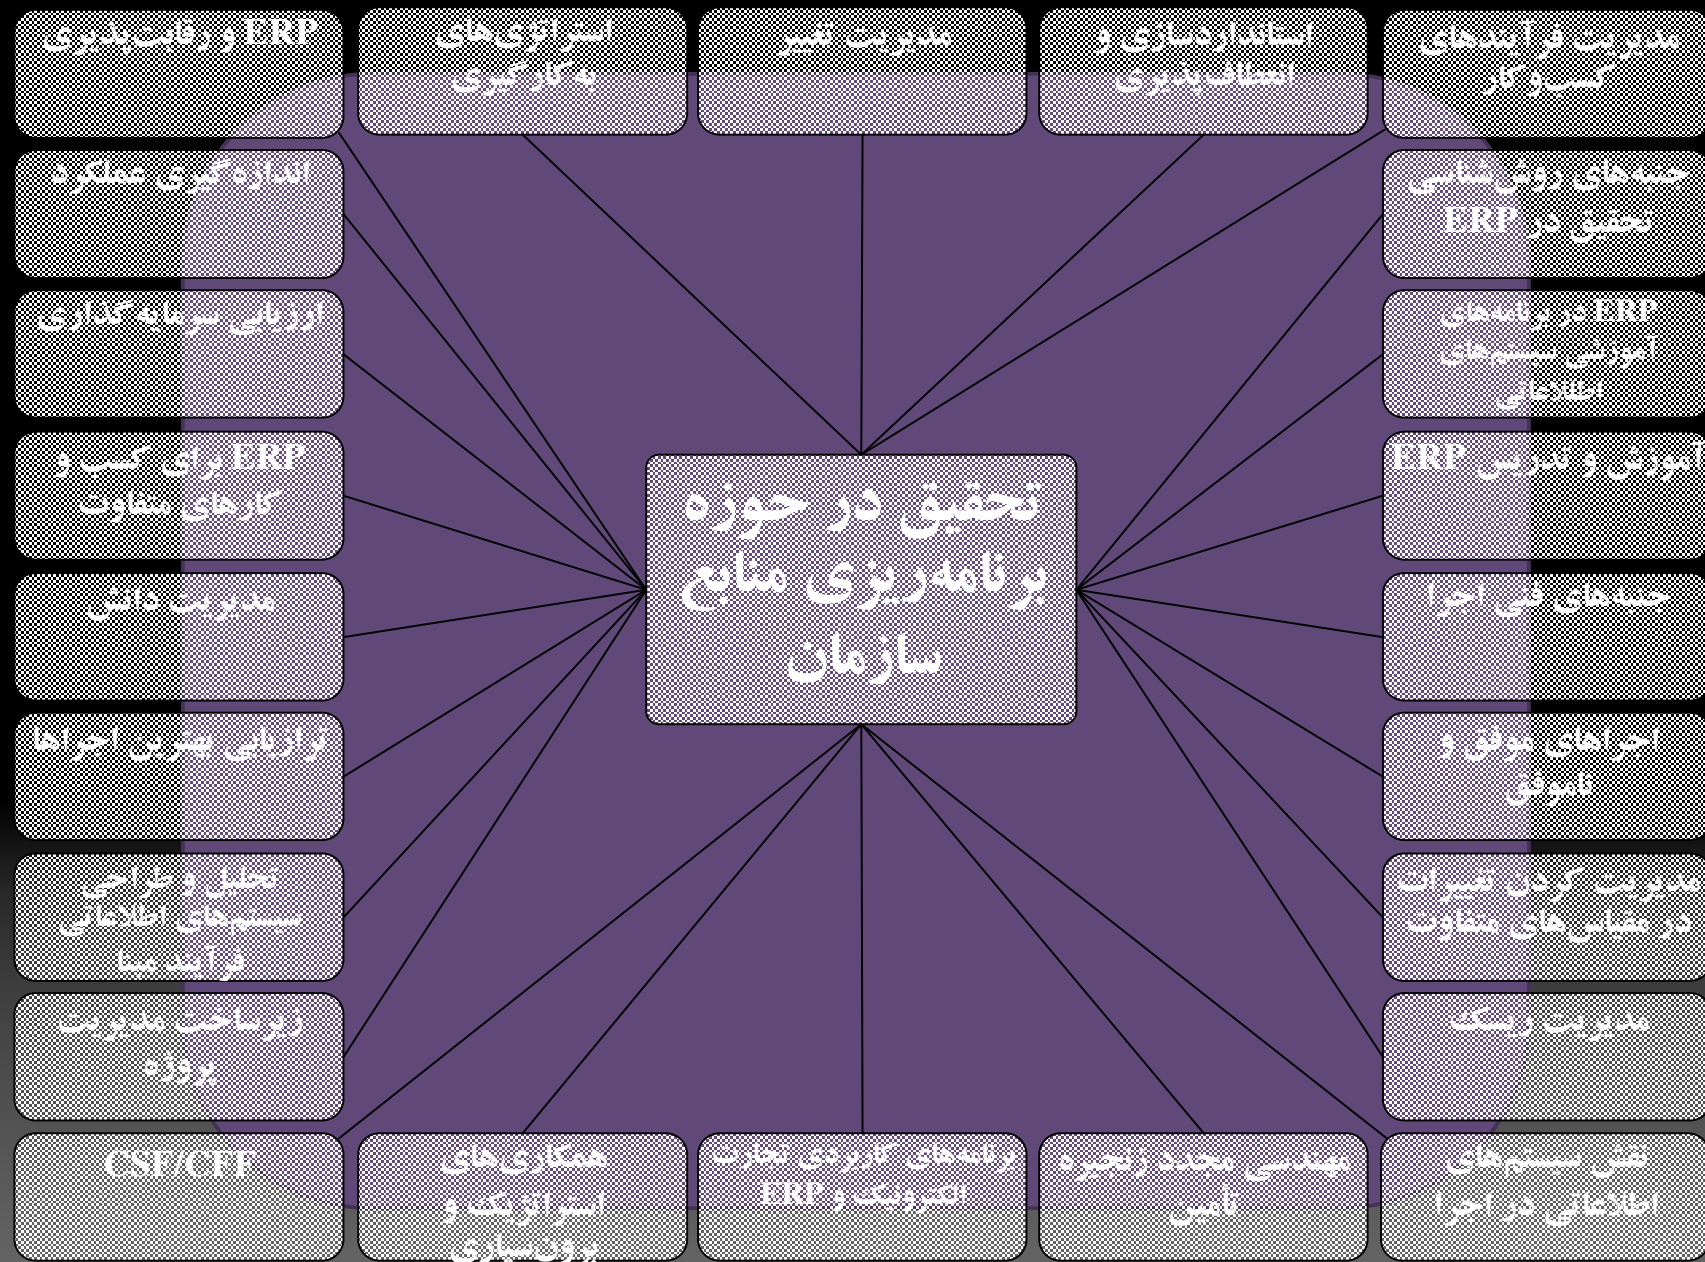 ERP و رقابت‌پذیری
استراتژی‌های
به‌کارگیری
مدیریت تغییر
استانداردسازی و
انعطاف‌پذیری
مدیریت فرآیندهای
کسب‌وکار
اندازه گیری عملکرد
جنبه‌های روش‌شناسی
تحقیق در ERP
ارزیابی سرمایه گذاری
ERP در برنامه‌های
آموزشی سیستم‌های
اطلاعاتی
ERP برای کسب و
کارهای متفاوت
آموزش و تدریس ERP
تحقیق در حوزه
برنامه‌ریزی منابع
سازمان
مدیریت دانش
جنبه‌های فنی اجرا
ترازیابی بهترین اجراها
اجراهای موفق و
ناموفق
تحلیل و طراحی
سیستم‌های اطلاعاتی
فرآیند مبنا
مدیریت کردن تغییرات
در مقیاس‌های متفاوت
زیرساخت مدیریت
پروژه
مدیریت ریسک
CSF/CFF
همکاری‌های
استراتژیک و
برون‌سپاری
برنامه‌های کاربردی تجارت
الکترونیک و ERP
مهندسی مجدد زنجیره
تأمین
نقش سیستم‌های
اطلاعاتی در اجرا